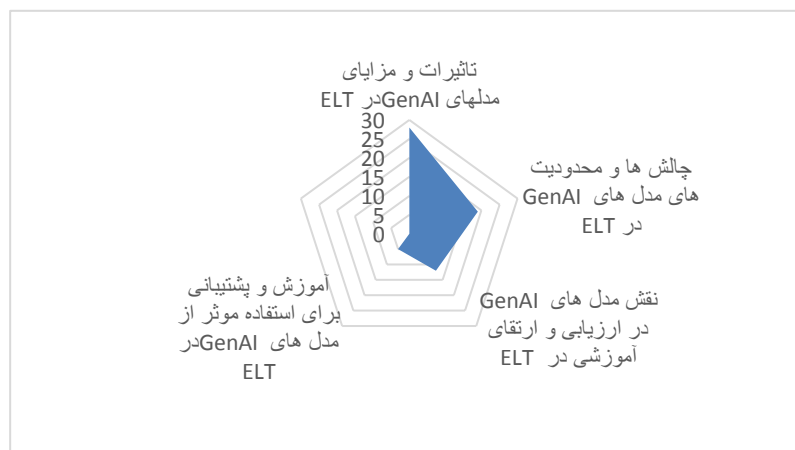 تاثیرات و مزایای
مدلهای GenAIدر ELT
30
25
20
15
10
5
0
چالش ها و محدودیت
های مدل های GenAI
در ELT
نقش مدل های GenAI
در ارزیابی و ارتقای
آموزشی در ELT
آموزش و پشتیبانی
برای استفاده موثر از
مدل های GenAIدر
ELT